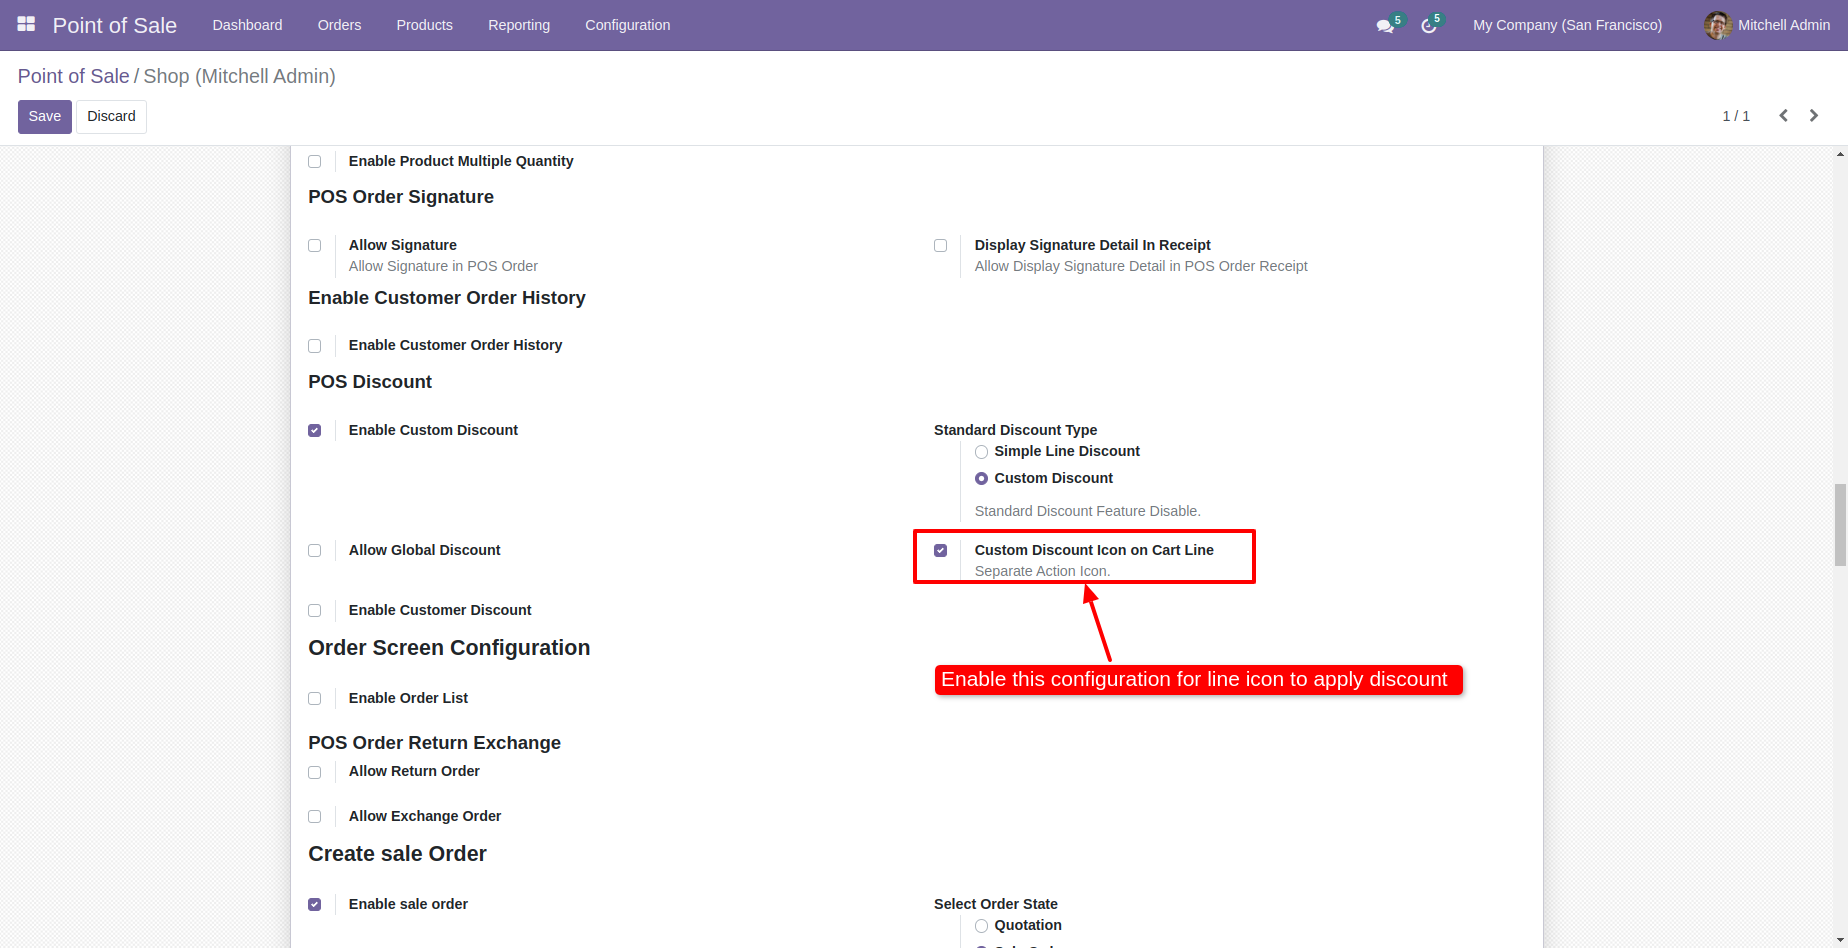 Point of Sale Dashboard Orders Products Reporting Configuration 5 5 My Company (San Francisco) Mitchell Admin
Point of Sale / Shop (Mitchell Admin)
Save Discard 1 / 1
Enable Product Multiple Quantity
POS Order Signature
Allow Signature Display Signature Detail In Receipt
Allow Signature in POS Order Allow Display Signature Detail in POS Order Receipt
Enable Customer Order History
Enable Customer Order History
POS Discount
Enable Custom Discount Standard Discount Type
Simple Line Discount
Custom Discount
Standard Discount Feature Disable.
Allow Global Discount Custom Discount Icon on Cart Line
Separate Action Icon.
Enable Customer Discount
Order Screen Configuration
Enable this configuration for line icon to apply discount
Enable Order List
POS Order Return Exchange
Allow Return Order
Allow Exchange Order
Create sale Order
Enable sale order Select Order State
Quotation